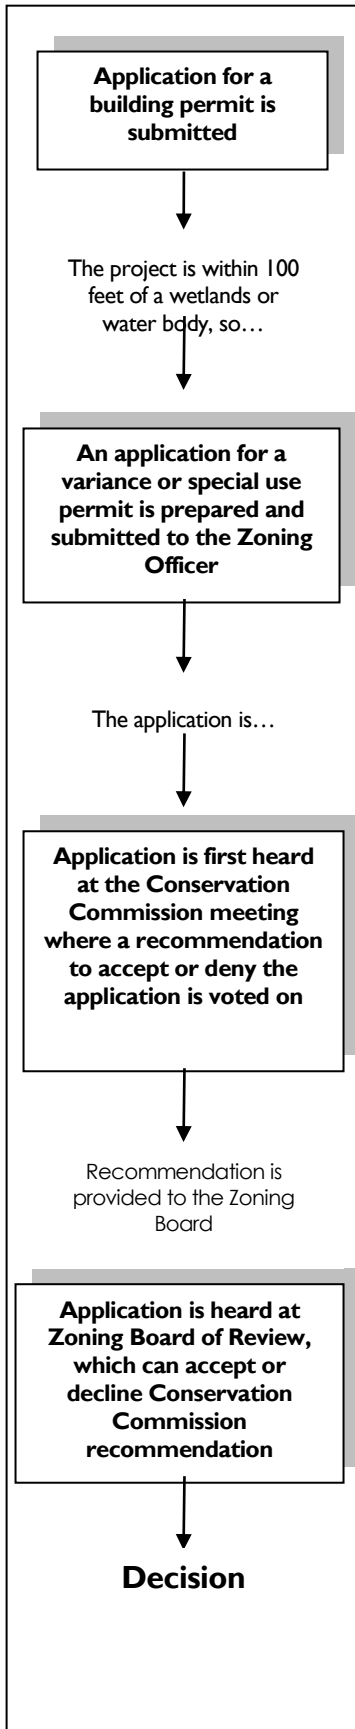 Application for a
building permit is
submitted
The project is within 100
feet of a wetlands or
water body, so…
An application for a
variance or special use
permit is prepared and
submitted to the Zoning
Officer
The application is…
Application is first heard
at the Conservation
Commission meeting
where a recommendation
to accept or deny the
application is voted on
Recommendation is
provided to the Zoning
Board
Application is heard at
Zoning Board of Review,
which can accept or
decline Conservation
Commission
recommendation
Decision